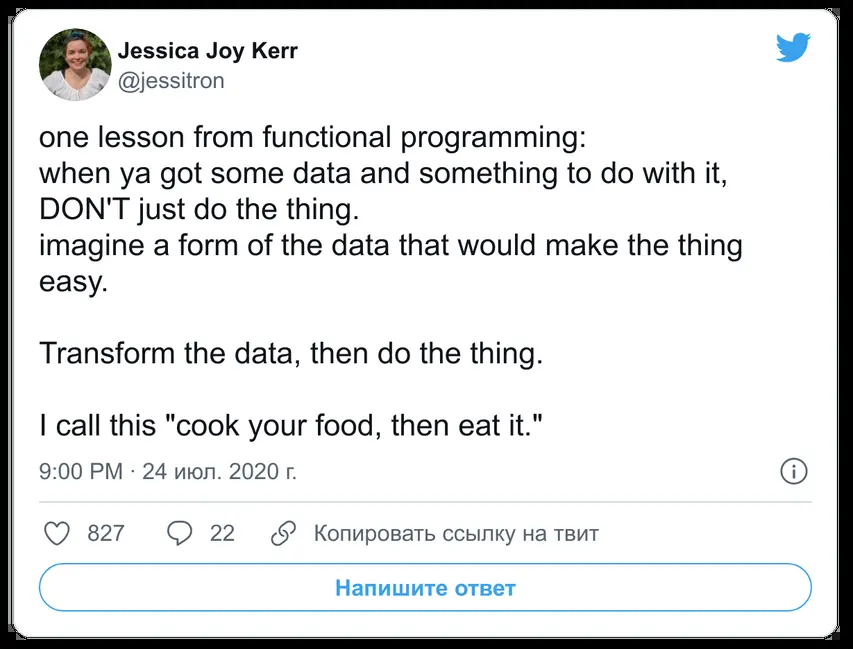 Jessica Joy Kerr
@jessitron
one lesson from functional programming:
when ya got some data and something to do with it,
DON'T just do the thing.
imagine a form of the data that would make the thing
easy.
Transform the data, then do the thing.
I call this "cook your food, then eat it."
9:00 PM · 24 июл. 2020 г.
827 22 Копировать ссылку на твит
Напишите ответ